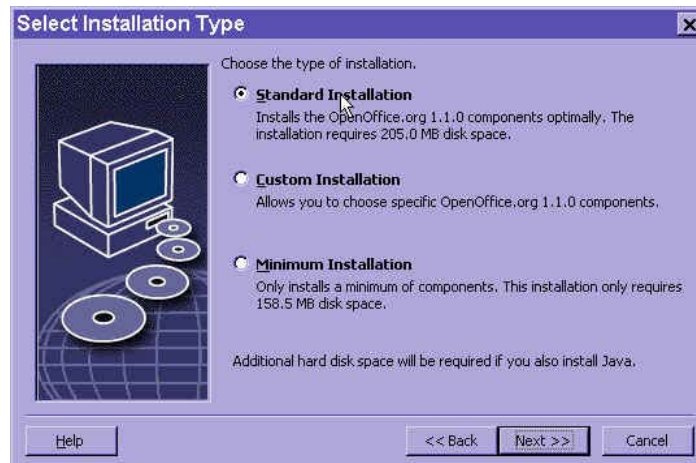 Select Installation Type
Choose the type of installation.
Standard Installation
Installs the OpenOffice.org 1.1.0 components optimally. The
installation requires 205.0 MB disk space.
Custom Installation
Allows you to choose specific OpenOffice.org 1.1.0 components.
Minimum Installation
Only installs a minimum of components. This installation only requires
158.5 MB disk space.
Additional hard disk space will be required if you also install Java.
Help
<< Back
Next >>
Cancel